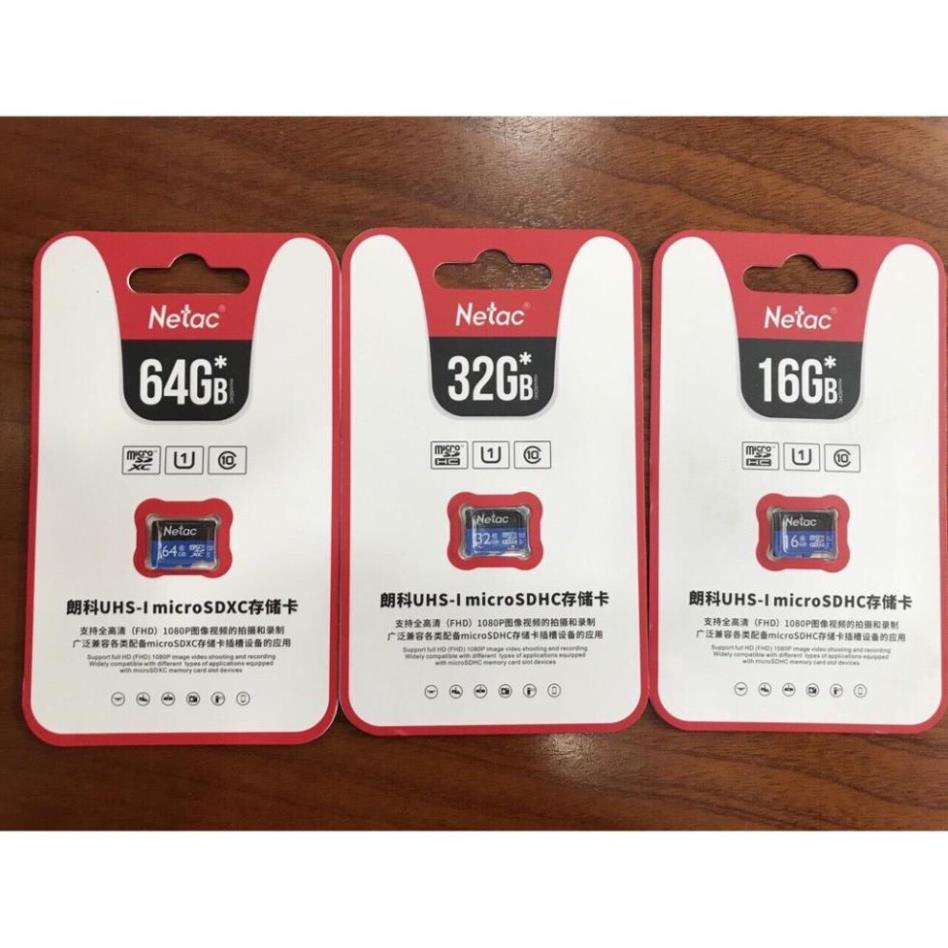 Netac
64GB*
micro SD XC
U1
10
Netac
64
朗科UHS-I microSDXC存储卡
支持全高清（FHD）1080P图像视频的拍摄和录制
广泛兼容各类配备microSDXC存储卡插槽设备的应用
Support full HD (FHD) 1080P image video shooting and recording
Widely compatible with different types of applications equipped
with microSDXC memory card slot devices
Netac
32GB*
micro SD HC
U1
10
Netac
32
朗科UHS-I microSDHC存储卡
支持全高清（FHD）1080P图像视频的拍摄和录制
广泛兼容各类配备microSDHC存储卡插槽设备的应用
Support full HD (FHD) 1080P image video shooting and recording
Widely compatible with different types of applications equipped
with microSDHC memory card slot devices
Netac
16GB*
micro SD HC
U1
10
Netac
16
朗科UHS-I microSDHC存储卡
支持全高清（FHD）1080P图像视频的拍摄和录制
广泛兼容各类配备microSDHC存储卡插槽设备的应用
Support full HD (FHD) 1080P image video shooting and recording
Widely compatible with different types of applications equipped
with microSDHC memory card slot devices